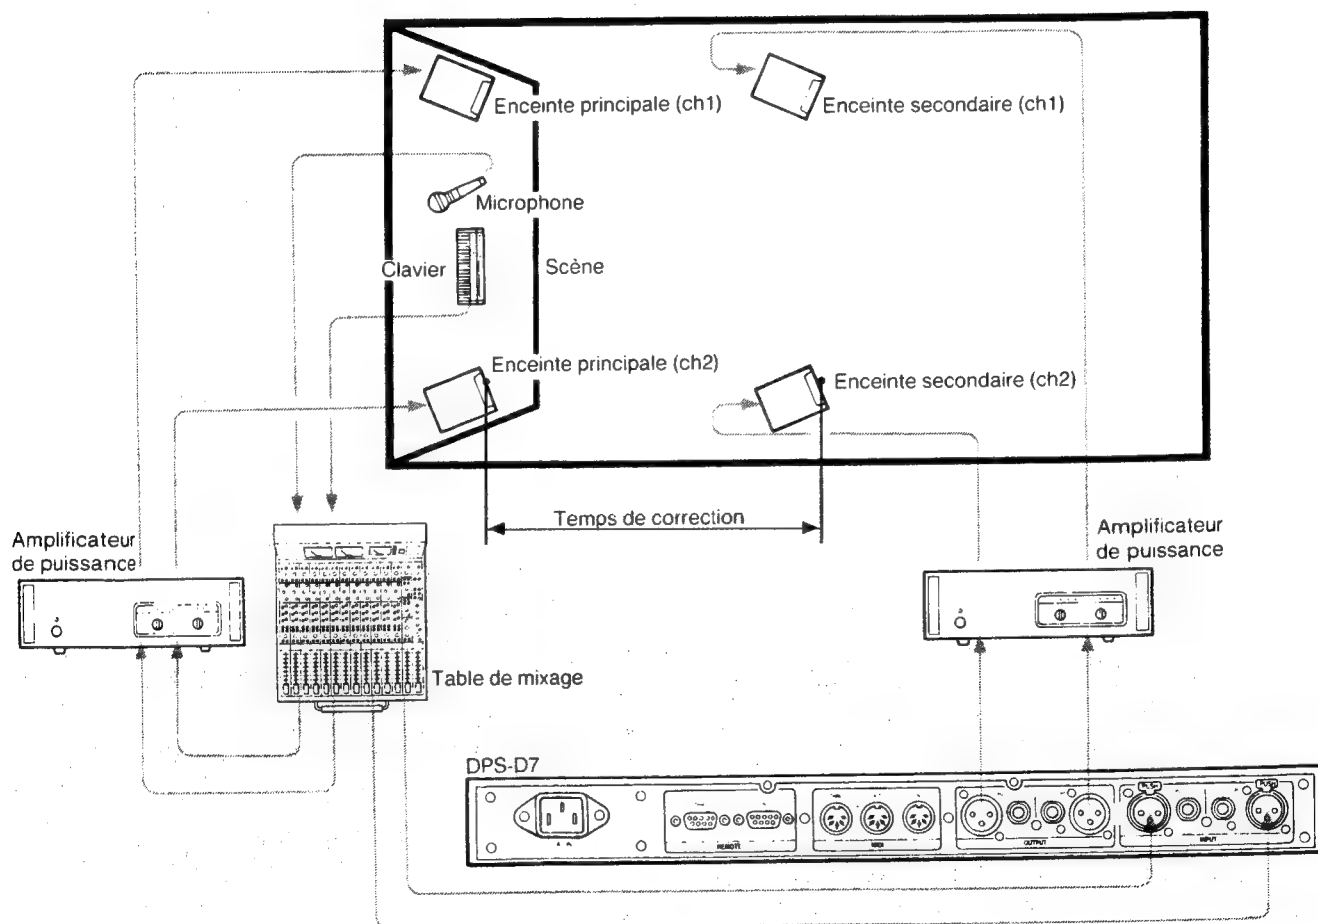 Enceinte principale (ch1)
Enceinte secondaire (ch1)
Microphone
Clavier
Scène
Enceinte principale (ch2)
Enceinte secondaire (ch2)
Temps de correction
Amplificateur
de puissance
Amplificateur
de puissance
Table de mixage
DPS-D7
REMOTE
MIDI
OUTPUT
INPUT